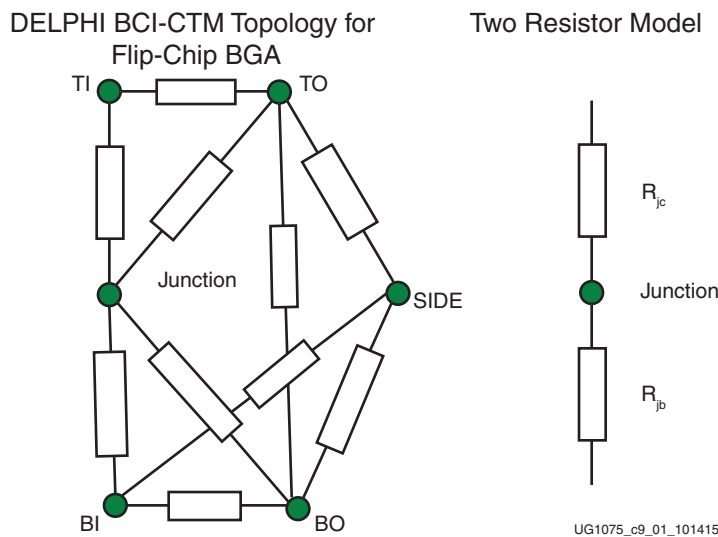 DELPHI BCI-CTM Topology for
Flip-Chip BGA
TI
TO
Junction
SIDE
BI
BO
Two Resistor Model
Rjc
Junction
Rjb
UG1075_c9_01_101415